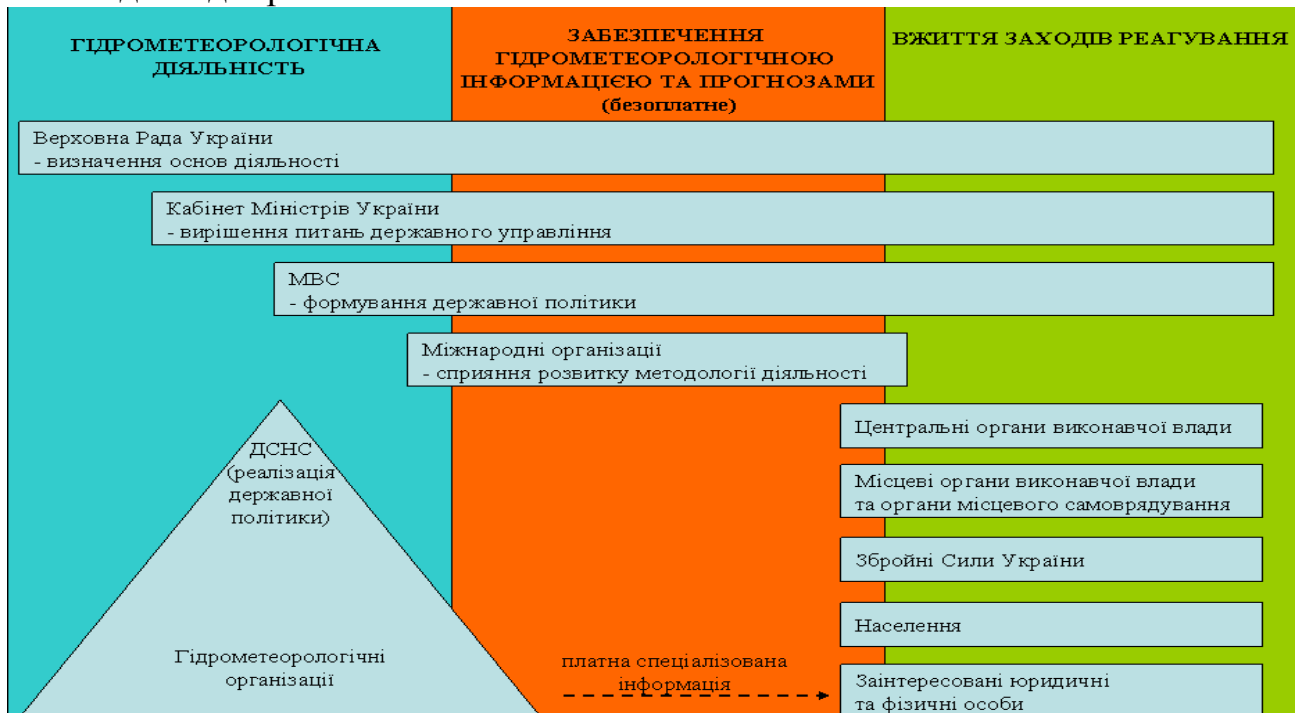 ГІДРОМЕТЕОРОЛОГІЧНА
ДІЯЛЬНІСТЬ
ЗАБЕЗПЕЧЕННЯ
ГІДРОМЕТЕОРОЛОГІЧНОЮ
ІНФОРМАЦІЄЮ ТА ПРОГНОЗАМИ
(безоплатне)
ВЖИТТЯ ЗАХОДІВ РЕАГУВАННЯ
Верховна Рада України
- визначення основ діяльності
Кабінет Міністрів України
- вирішення питань державного управління
МВС
- формування державної політики
Міжнародні організації
- сприяння розвитку методології діяльності
ДСНС
(реалізація
державної
політики)
Гідрометеорологічні
організації
платна спеціалізована
інформація
Центральні органи виконавчої влади
Місцеві органи виконавчої влади
та органи місцевого самоврядування
Збройні Сили України
Населення
Заінтересовані юридичні
та фізичні особи